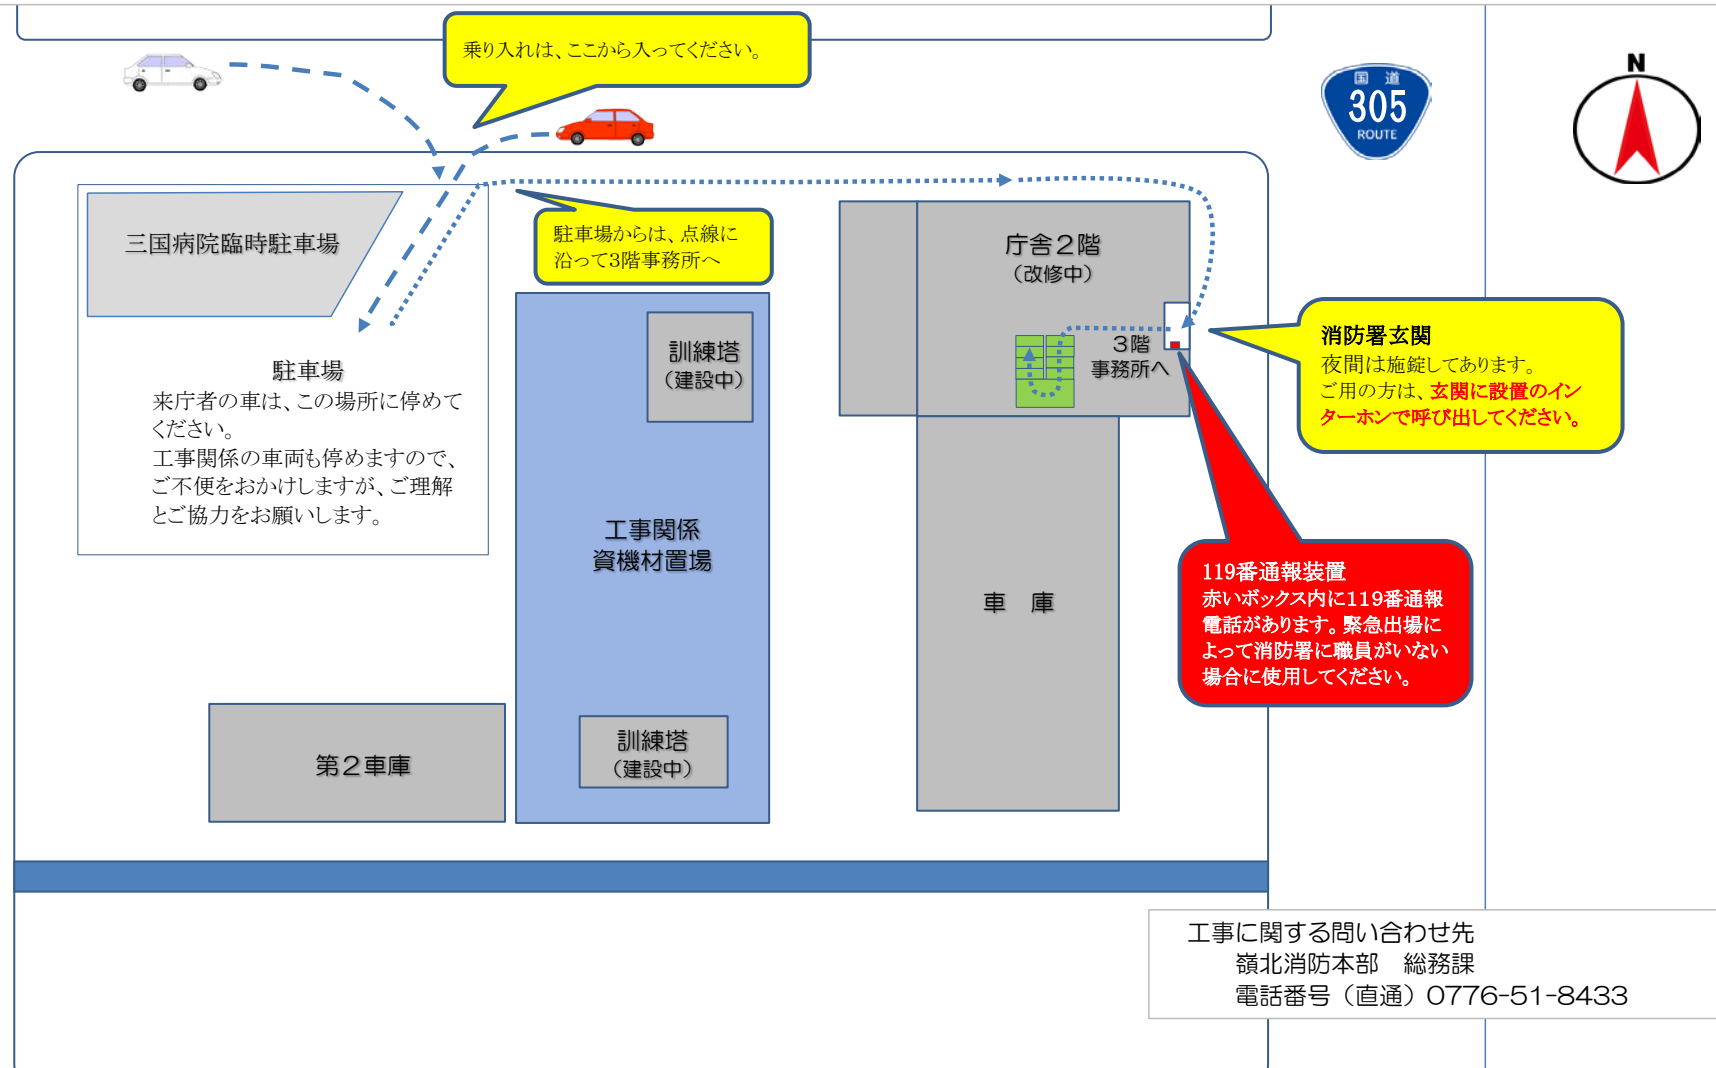 乗り入れは、ここから入ってください。
国 道
305
ROUTE
N
三国病院臨時駐車場
駐車場からは、点線に
沿って3階事務所へ
庁舎２階
（改修中）
消防署玄関
夜間は施錠してあります。
ご用の方は、玄関に設置のイン
ターホンで呼び出してください。
訓練塔
（建設中）
３階
事務所へ
駐車場
来庁者の車は、この場所に停めて
ください。
工事関係の車両も停めますので、
ご不便をおかけしますが、ご理解
とご協力をお願いします。
工事関係
資機材置場
119番通報装置
赤いボックス内に119番通報
電話があります。緊急出場に
よって消防署に職員がいない
場合に使用してください。
車　庫
第２車庫
訓練塔
（建設中）
工事に関する問い合わせ先
嶺北消防本部　総務課
電話番号（直通）0776-51-8433